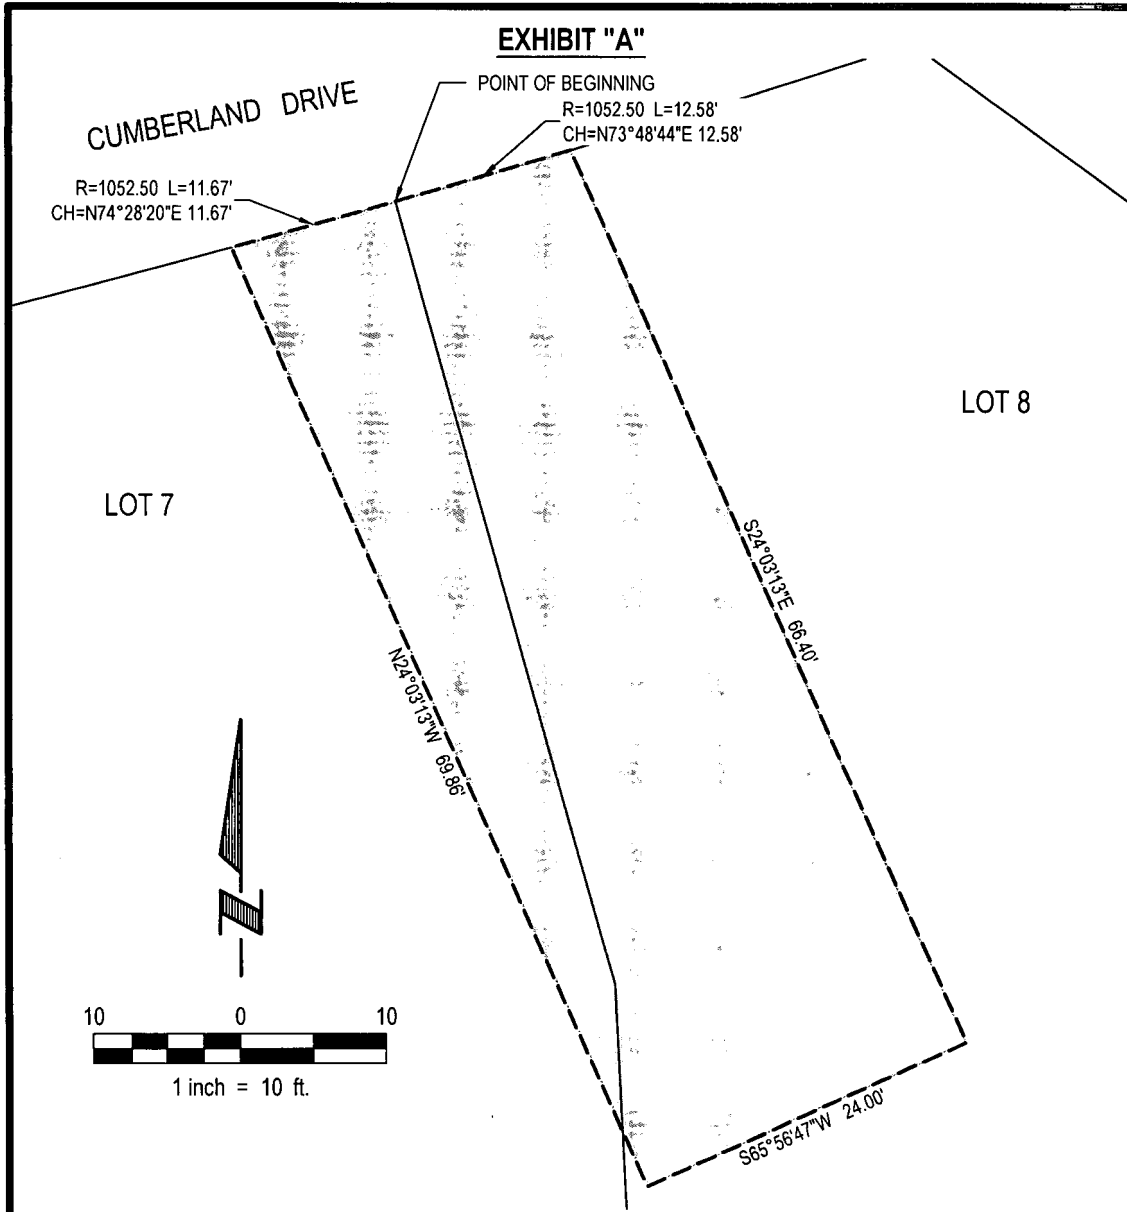 EXHIBIT "A"
POINT OF BEGINNING
CUMBERLAND DRIVE
R=1052.50 L=12.58'
CH=N73°48'44"E 12.58'
R=1052.50 L=11.67'
CH=N74°28'20"E 11.67'
LOT 8
LOT 7
S24°03'13"E 66.40'
N24°03'13"W 69.86'
N
10 0 10
1 inch = 10 ft.
S65°56'47"W 24.00'